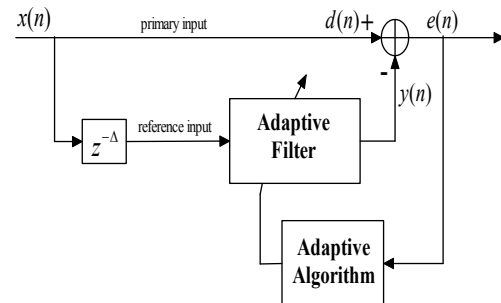 x(n)
primary input
d(n)+
e(n)
-
y(n)
z^{-Δ}
reference input
Adaptive
Filter
Adaptive
Algorithm